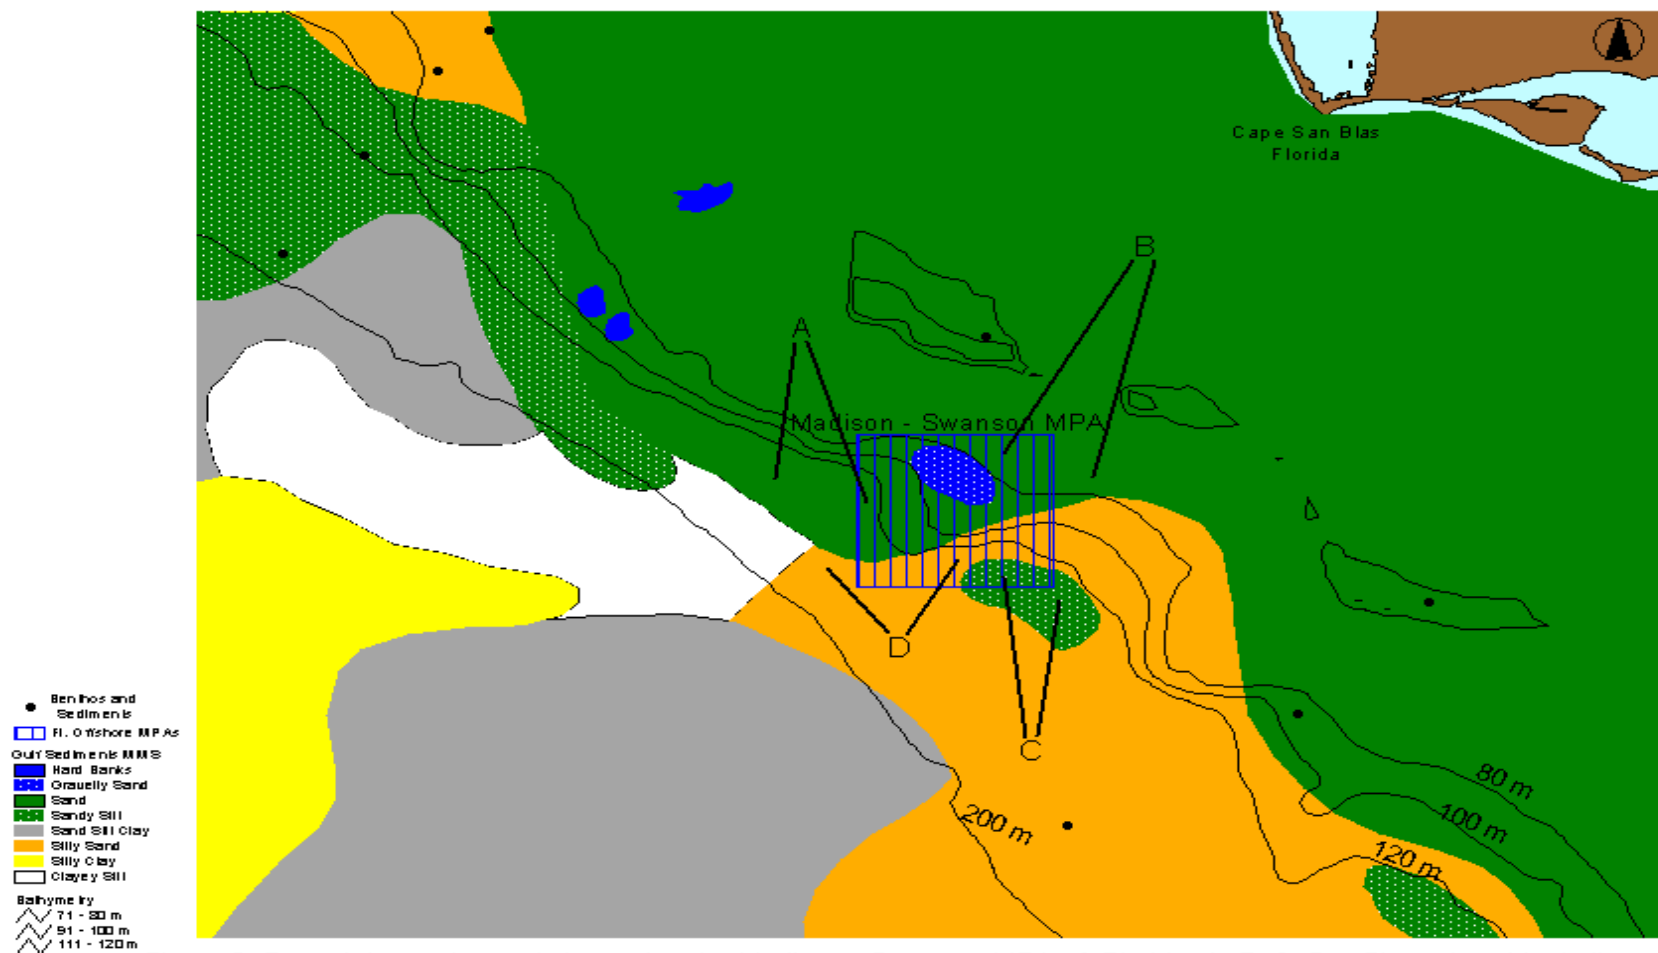 Cape San Blas
Florida
B
A
Madison - Swanson MPA
D
C
80 m
100 m
120 m
200 m
Benthos and
Sediments
Fl. Offshore MPAs
Gulf Sediments MMS
Hard Banks
Gravelly Sand
Sand
Sandy Silt
Sand Silt Clay
Silty Sand
Silty Clay
Clayey Silt
Bathymetry
71 - 80 m
91 - 100 m
111 - 120 m